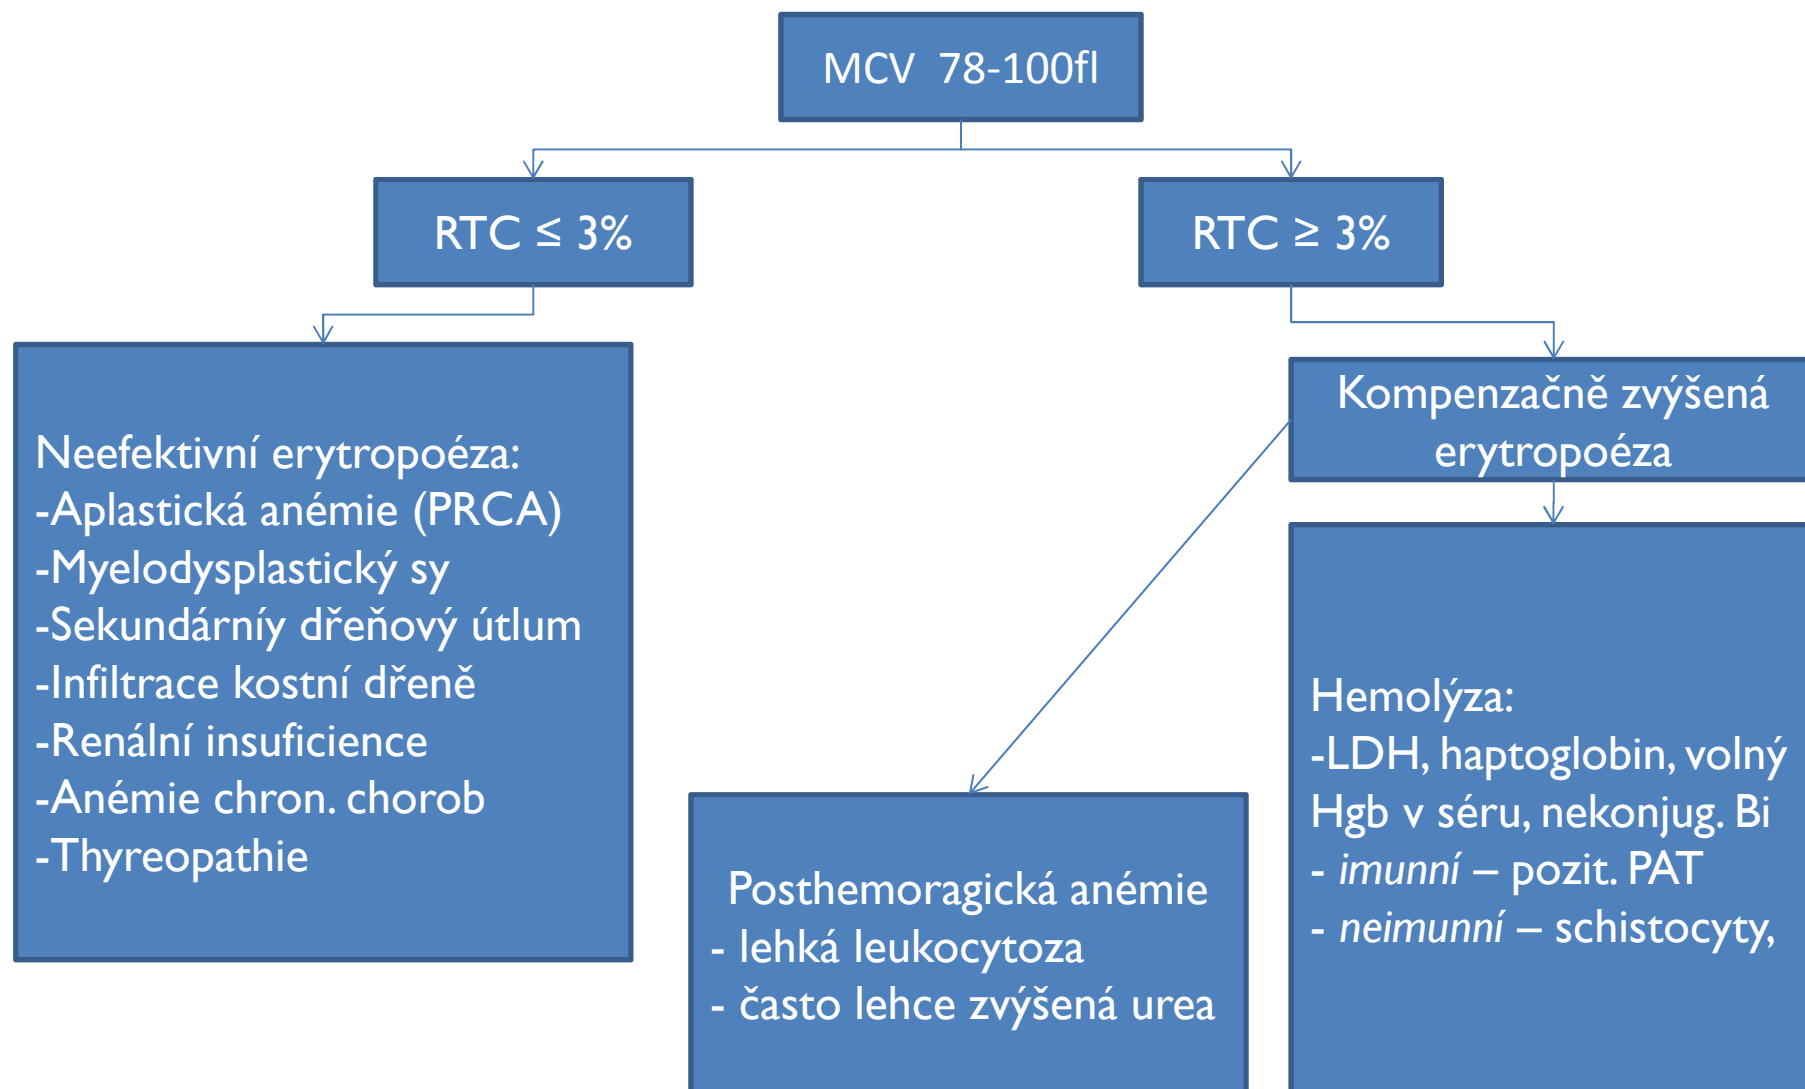 MCV  78-100fl
RTC ≤ 3%
RTC ≥ 3%
Neefektivní erytropoéza:
-Aplastická anémie (PRCA)
-Myelodysplastický sy
-Sekundárníy dřeňový útlum
-Infiltrace kostní dřeně
-Renální insuficience
-Anémie chron. chorob
-Thyreopathie
Kompenzačně zvýšená
erytropoéza
Posthemoragická anémie
- lehká leukocytoza
- často lehce zvýšená urea
Hemolýza:
-LDH, haptoglobin, volný
Hgb v séru, nekonjug. Bi
- imunní – pozit. PAT
- neimunní – schistocyty,